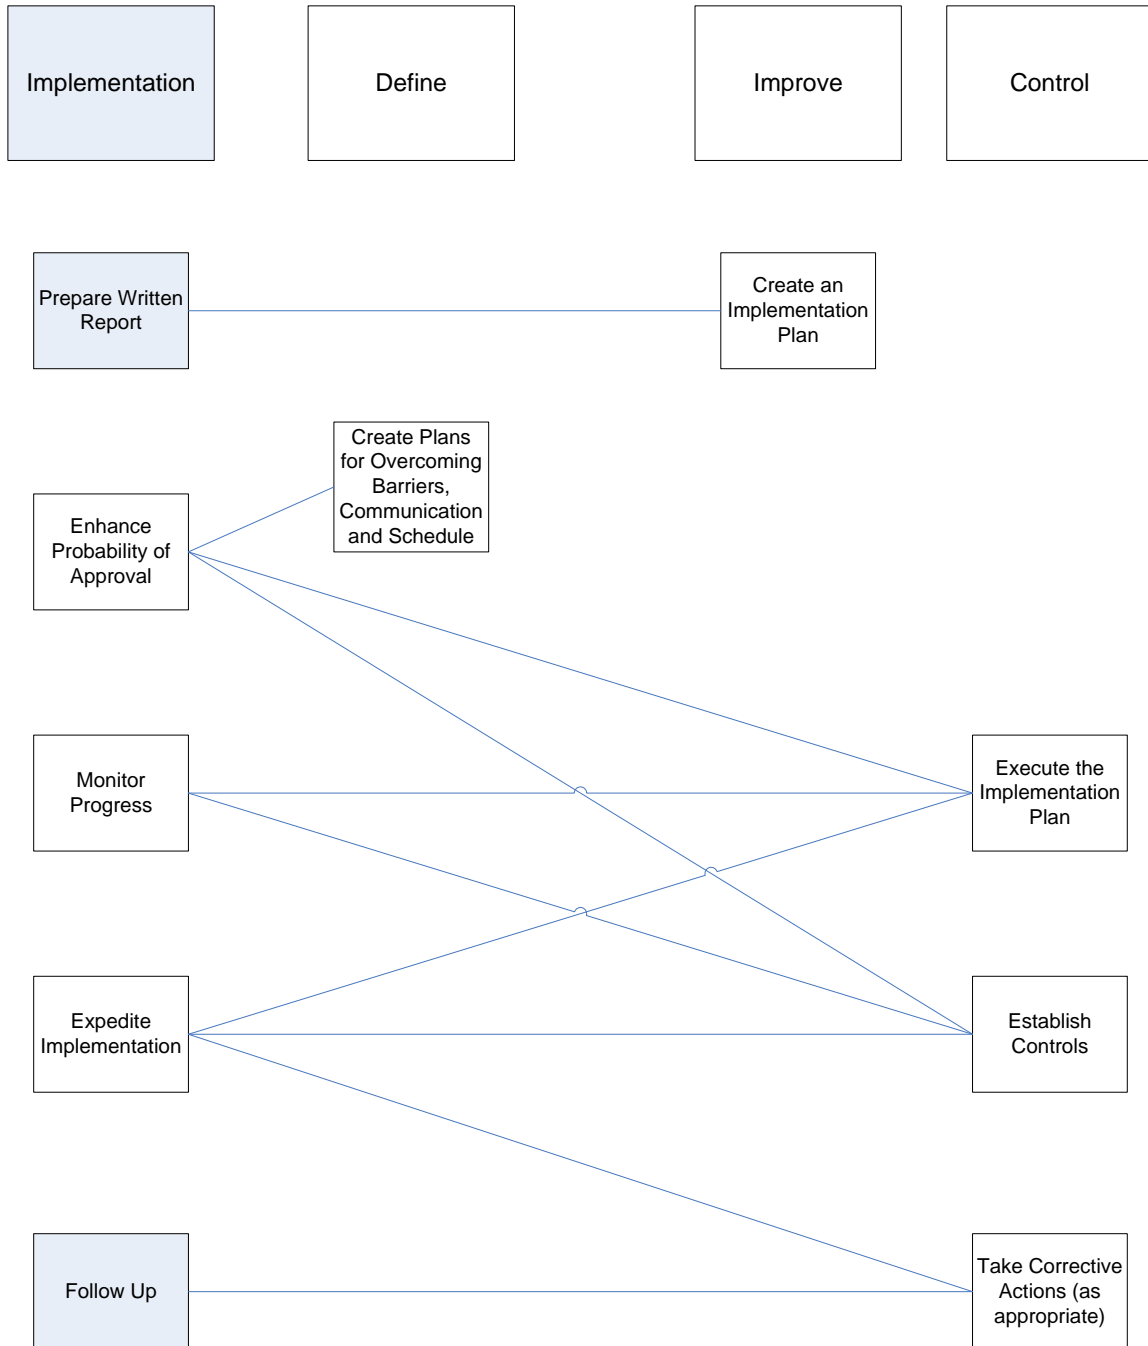 Implementation
Define
Improve
Control
Prepare Written
Report
Create an
Implementation
Plan
Create Plans
for Overcoming
Barriers,
Communication
and Schedule
Enhance
Probability of
Approval
Monitor
Progress
Execute the
Implementation
Plan
Expedite
Implementation
Establish
Controls
Follow Up
Take Corrective
Actions (as
appropriate)